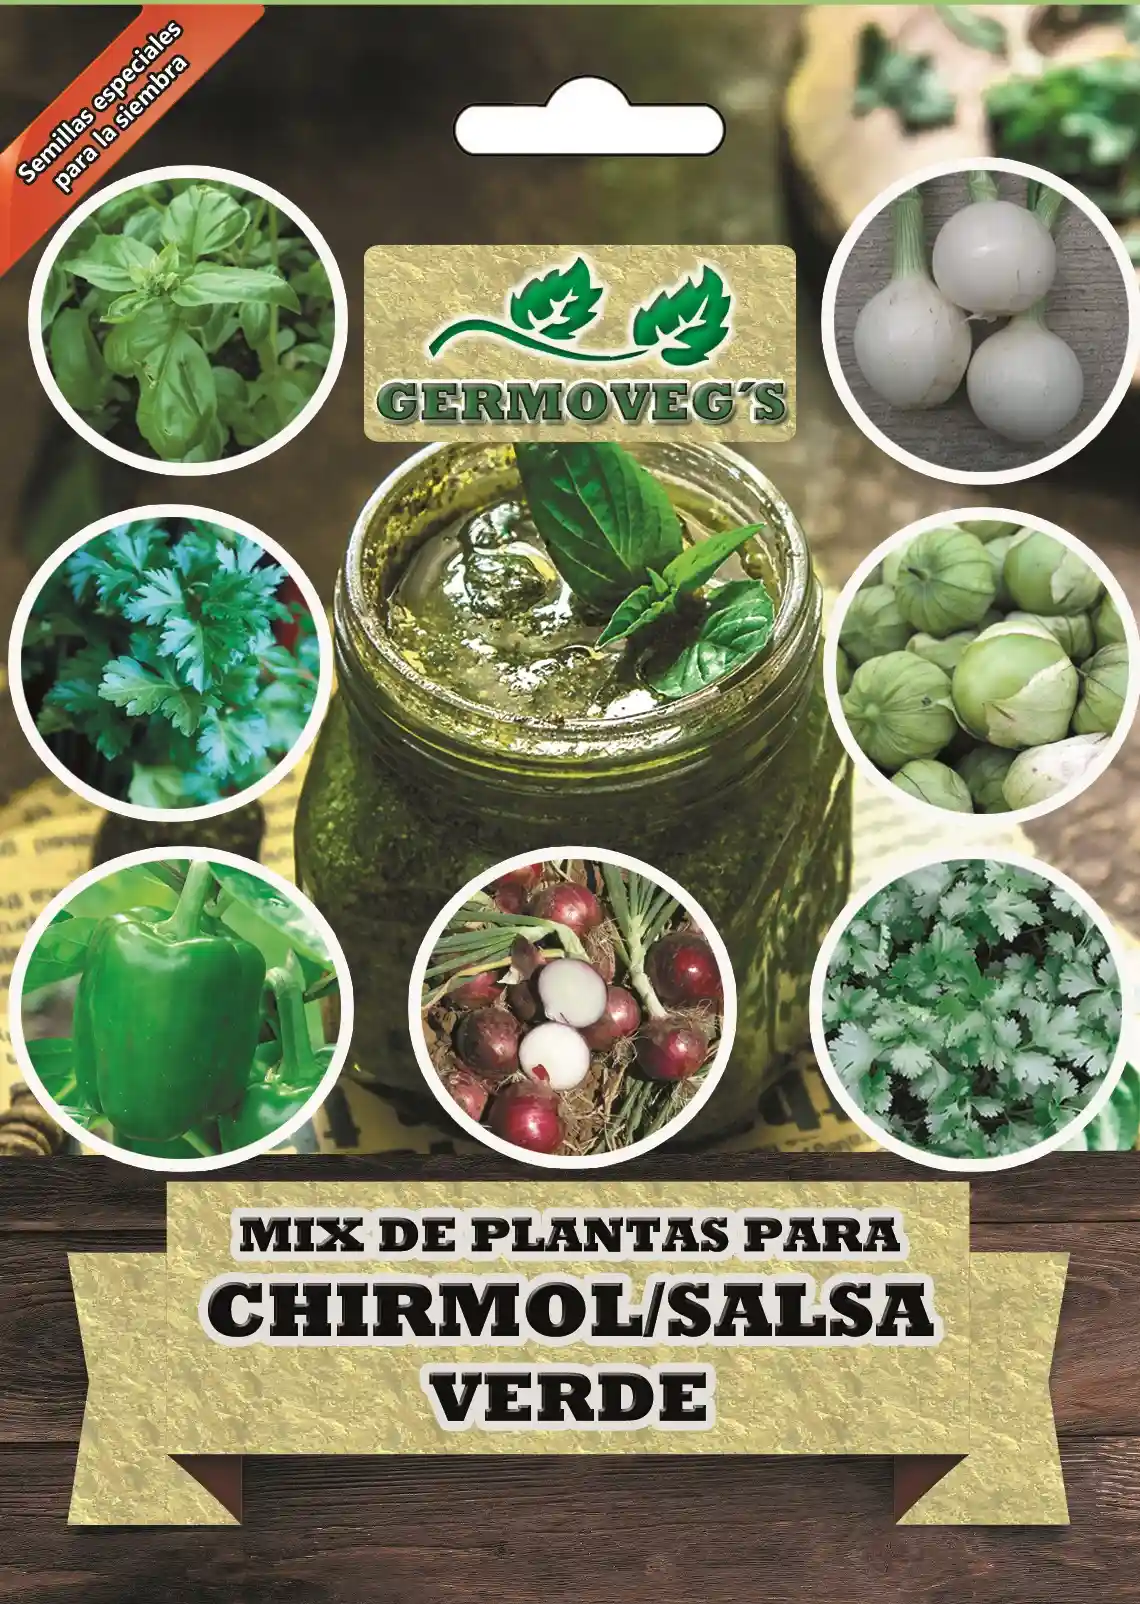 Semillas especiales
para la siembra
GERMOVEG´S
MIX DE PLANTAS PARA
CHIRMOL/SALSA
VERDE